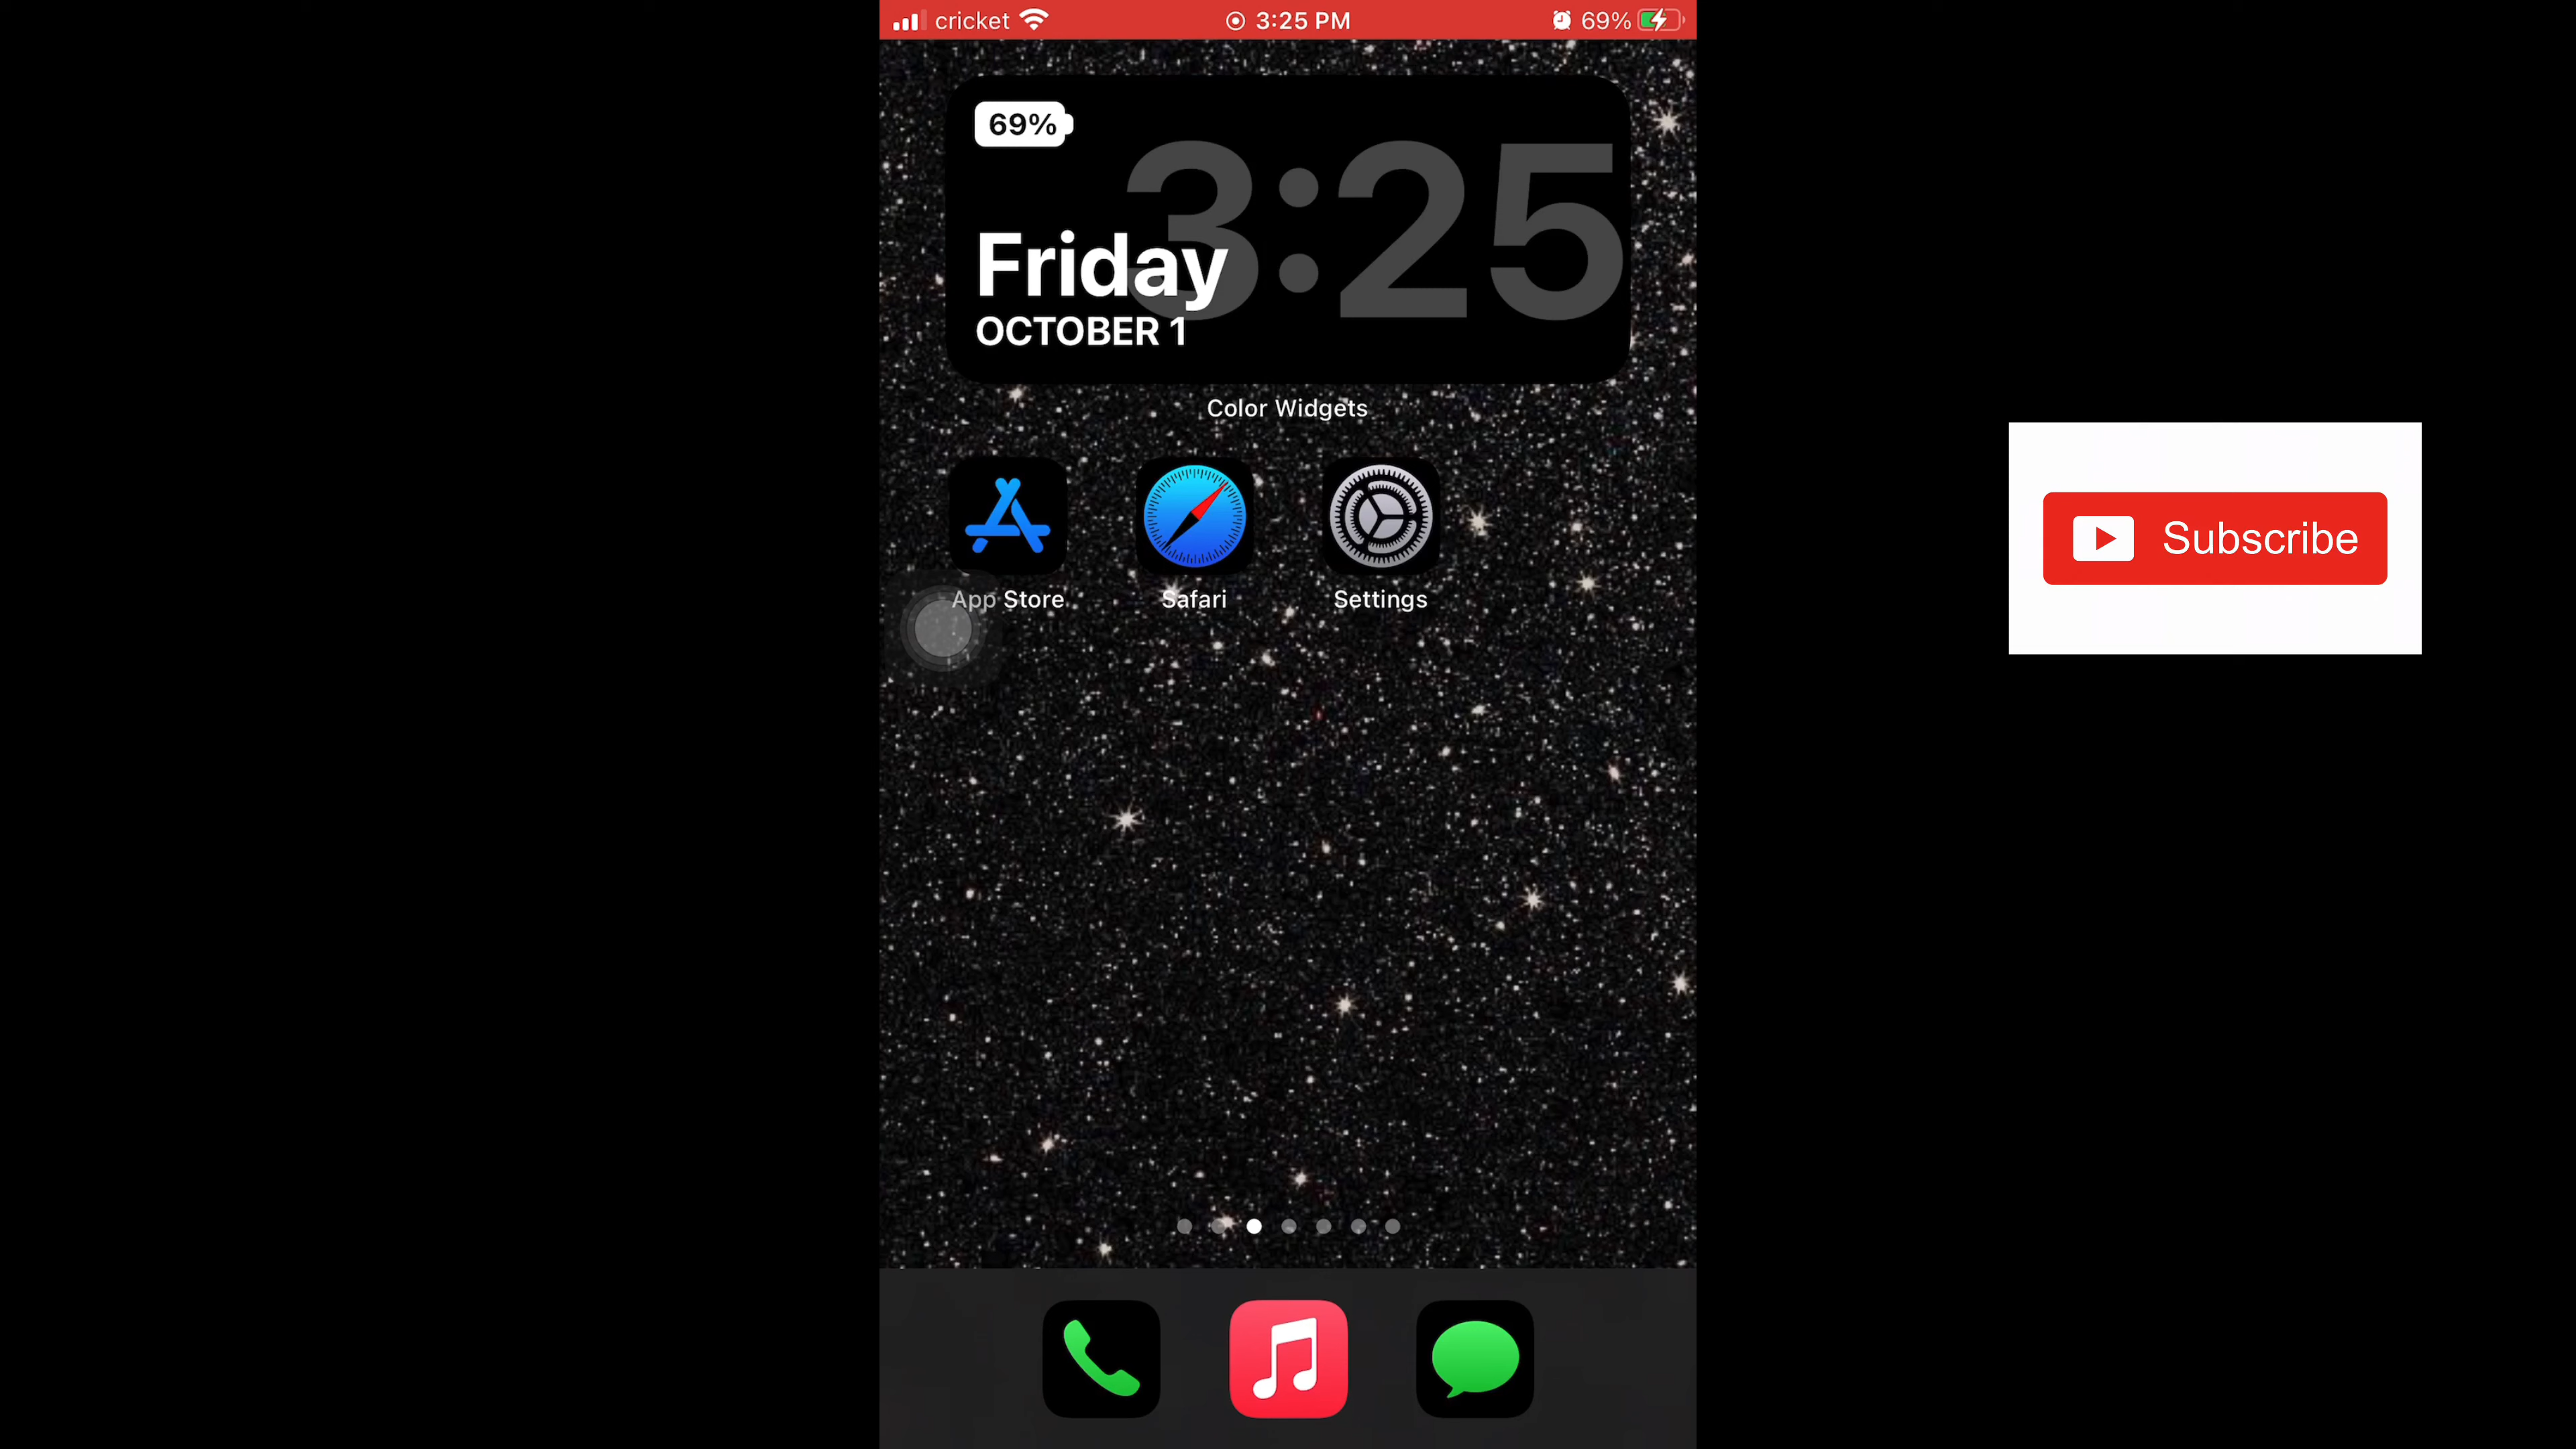 cricket 3:25 PM 69%
69%
3:25
Friday
OCTOBER 1
Color Widgets
App Store Safari Settings
Subscribe